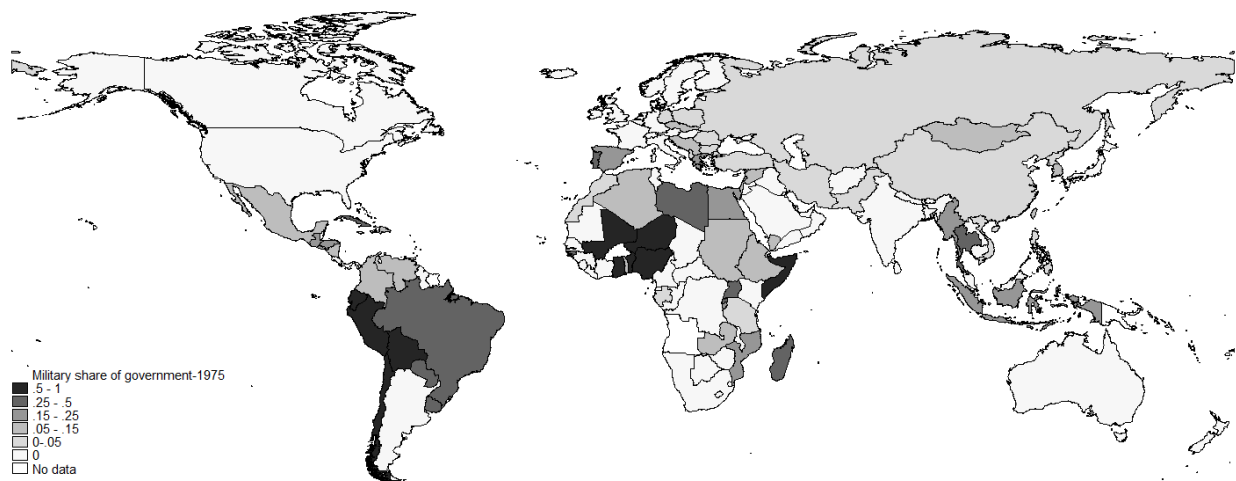 Military share of government-1975
.5 - 1
.25 - .5
.15 - .25
.05 - .15
0-.05
0
No data